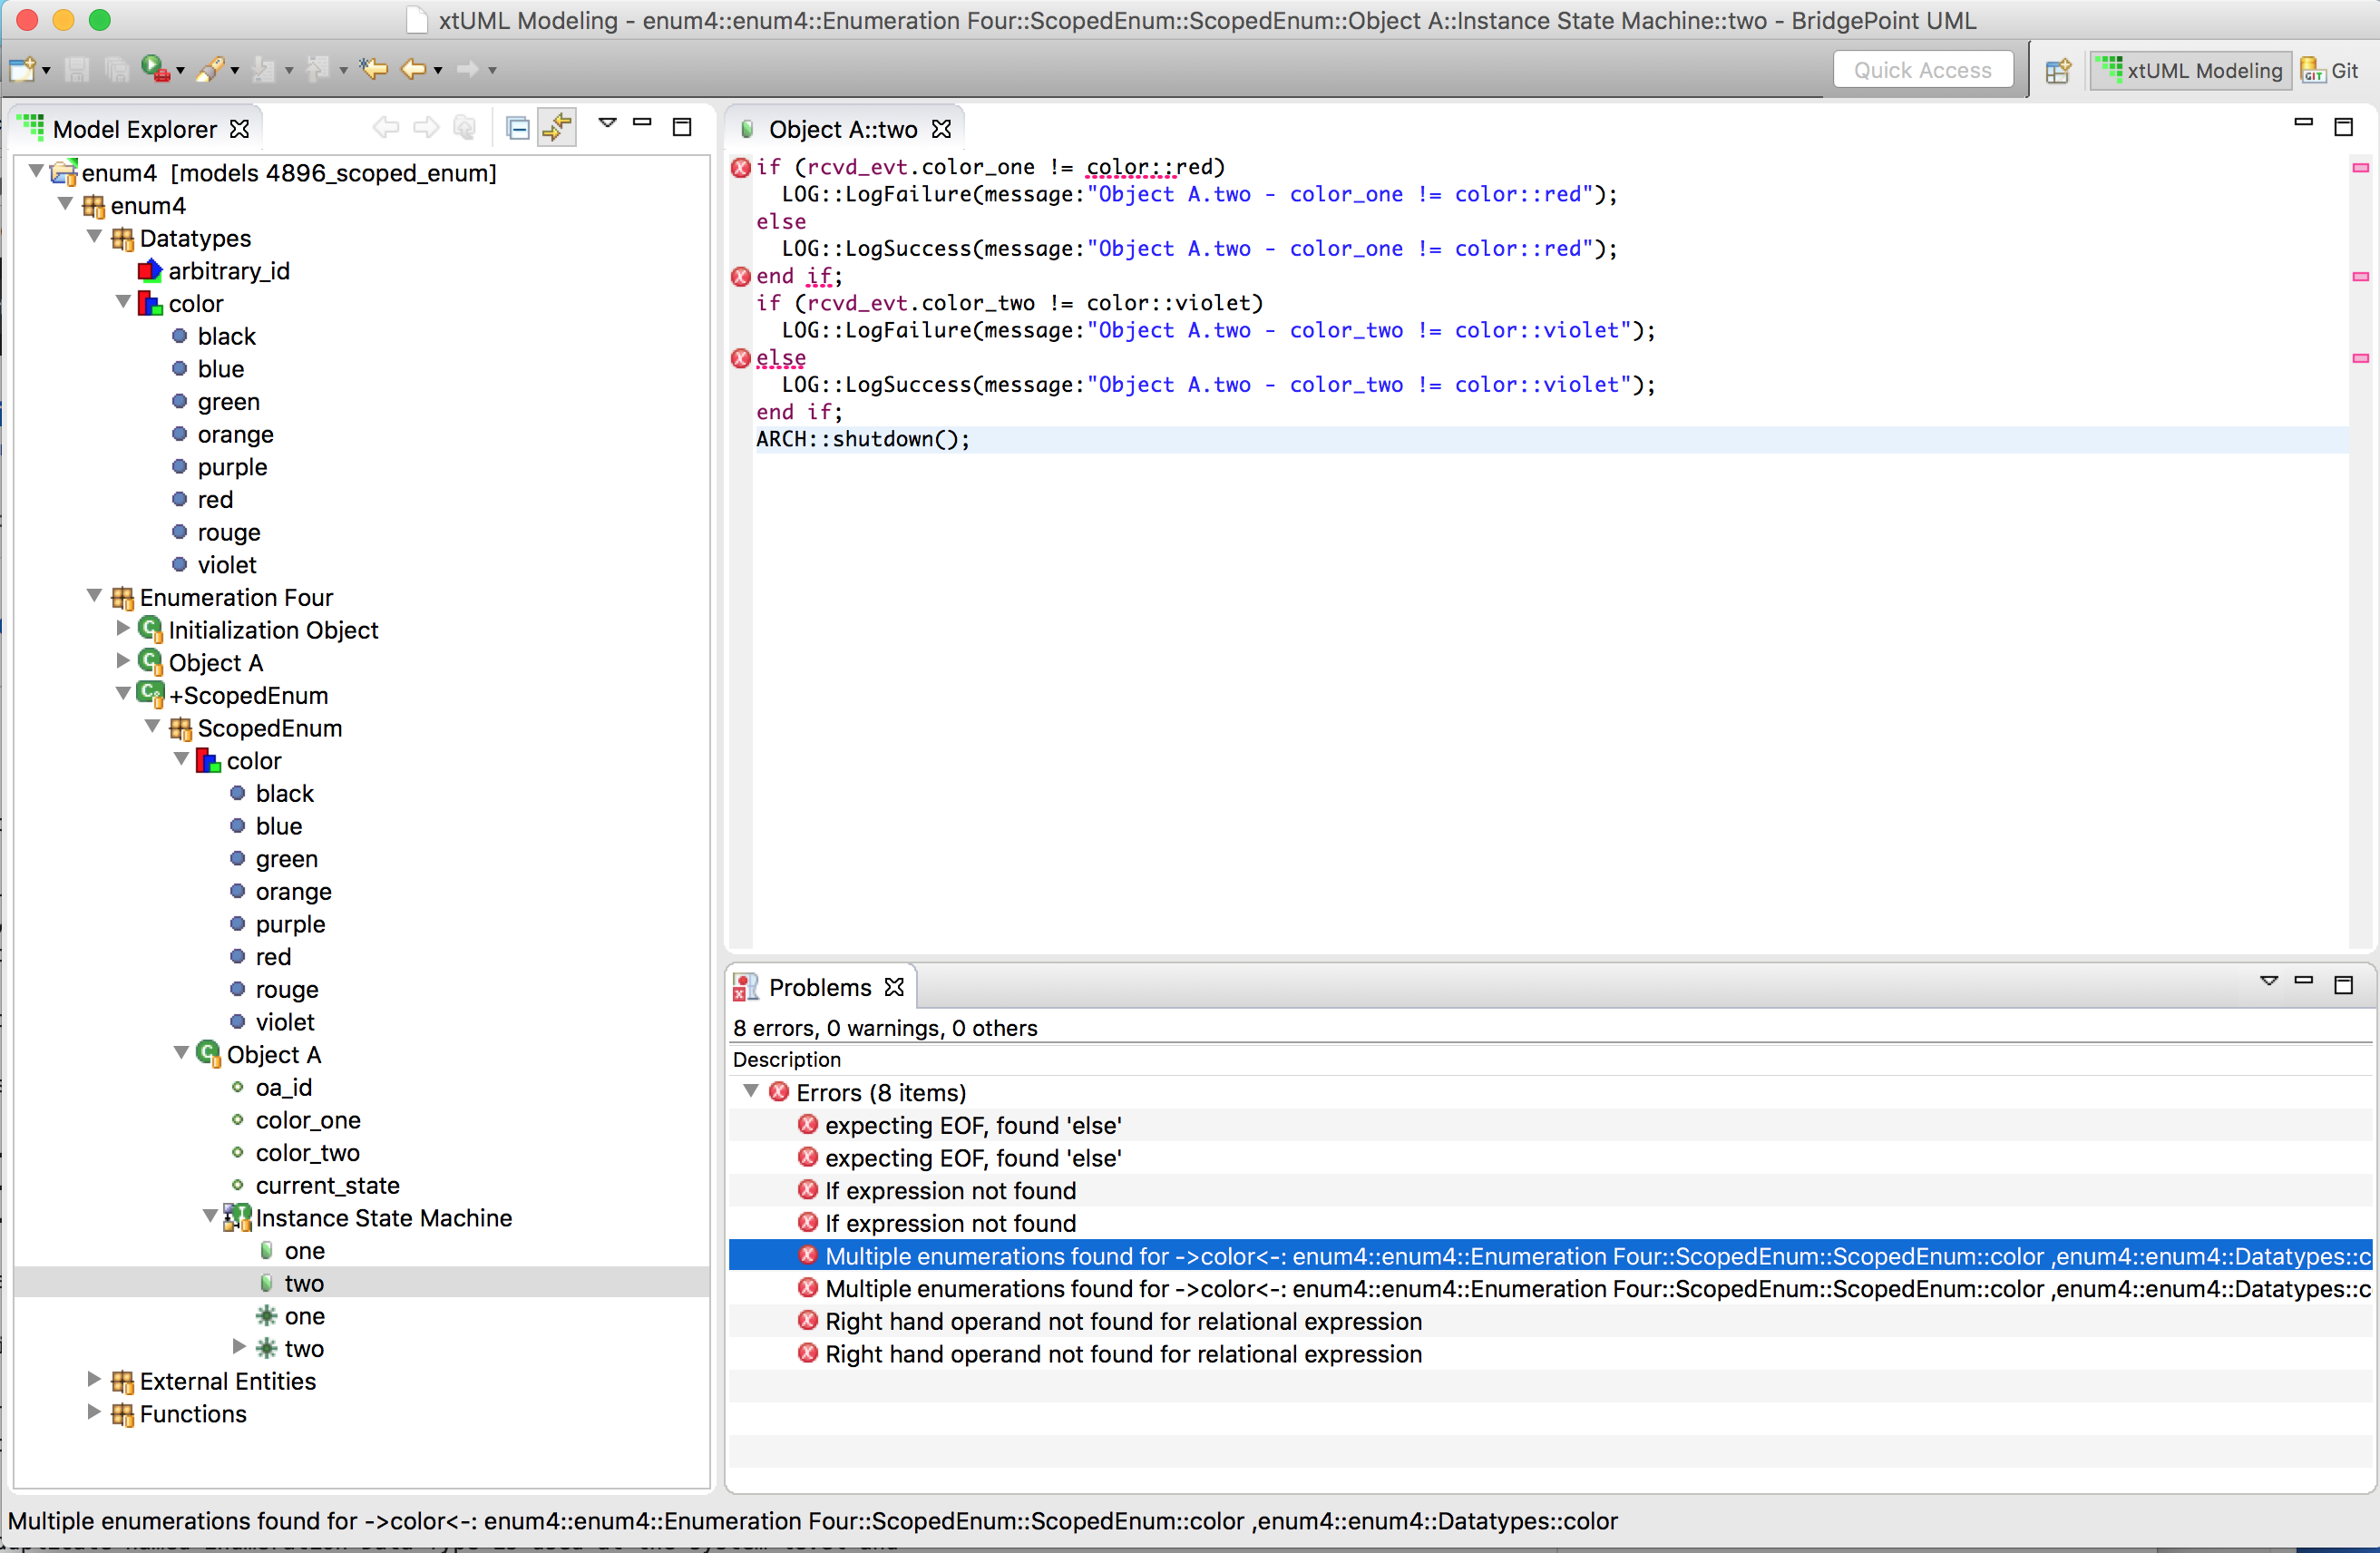 xtUML Modeling - enum4::enum4::Enumeration Four::ScopedEnum::ScopedEnum::Object A::Instance State Machine::two - BridgePoint UML
Quick Access
xtUML Modeling
GIT Git
Model Explorer
enum4 [models 4896_scoped_enum]
enum4
Datatypes
arbitrary_id
color
black
blue
green
orange
purple
red
rouge
violet
Enumeration Four
Initialization Object
Object A
+ScopedEnum
ScopedEnum
color
black
blue
green
orange
purple
red
rouge
violet
Object A
oa_id
color_one
color_two
current_state
Instance State Machine
one
two
one
two
External Entities
Functions
Object A::two
if (rcvd_evt.color_one != color::red)
LOG::LogFailure(message:"Object A.two - color_one != color::red");
else
LOG::LogSuccess(message:"Object A.two - color_one != color::red");
end if;
if (rcvd_evt.color_two != color::violet)
LOG::LogFailure(message:"Object A.two - color_two != color::violet");
else
LOG::LogSuccess(message:"Object A.two - color_two != color::violet");
end if;
ARCH::shutdown();
Problems
8 errors, 0 warnings, 0 others
Description
Errors (8 items)
expecting EOF, found 'else'
expecting EOF, found 'else'
If expression not found
If expression not found
Multiple enumerations found for ->color<-: enum4::enum4::Enumeration Four::ScopedEnum::ScopedEnum::color ,enum4::enum4::Datatypes::c
Multiple enumerations found for ->color<-: enum4::enum4::Enumeration Four::ScopedEnum::ScopedEnum::color ,enum4::enum4::Datatypes::c
Right hand operand not found for relational expression
Right hand operand not found for relational expression
Multiple enumerations found for ->color<-: enum4::enum4::Enumeration Four::ScopedEnum::ScopedEnum::color ,enum4::enum4::Datatypes::color